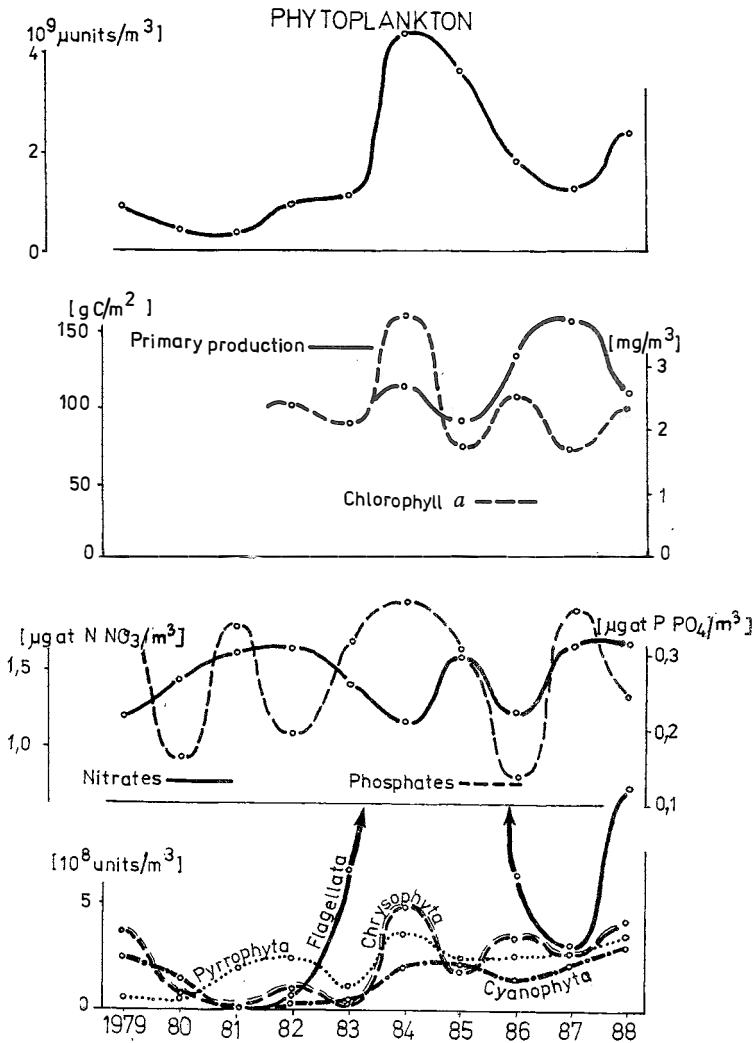 PHYTOPLANKTON
10⁹ µunits/m³
4
2
0
[gC/m²]
150
100
50
0
Primary production
[mg/m³]
3
2
1
0
Chlorophyll a
[µg at N NO₃/m³]
1,5
1,0
[µg at P PO₄/m³]
0,3
0,2
0,1
Nitrates
Phosphates
[10⁸ units/m³]
5
0
Pyrrophyta
Flagellata
Chrysophyta
Cyanophyta
1979 80 81 82 83 84 85 86 87 88